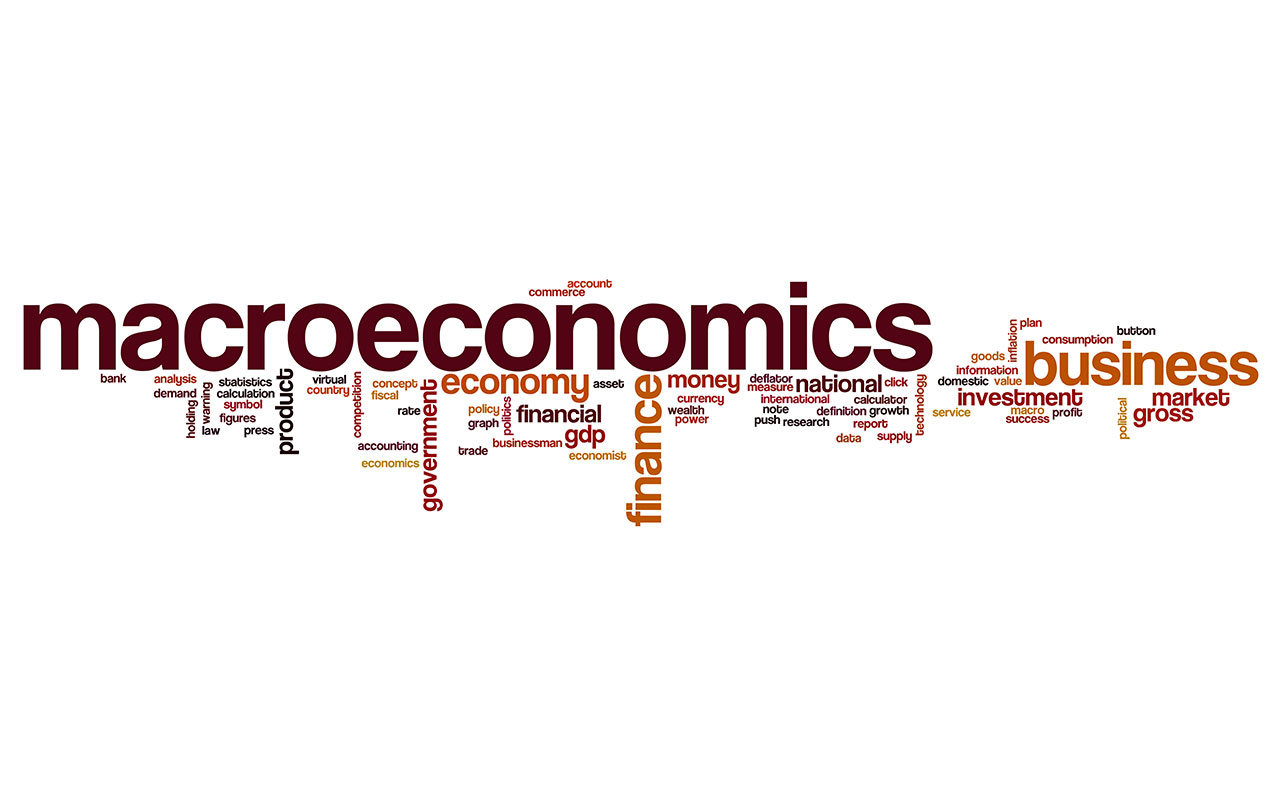 account
commerce
macroeconomics
plan
inflation
button
consumption
business
goods
information
domestic
value
investment
market
service
macro
profit
success
gross
political
bank
analysis
demand
holding
warning
law
statistics
calculation
symbol
figures
press
product
virtual
country
competition
concept
fiscal
rate
accounting
economics
government
economy
asset
policy
graph
politics
financial
gdp
businessman
trade
economist
finance
money
currency
wealth
power
deflator
measure
national
click
international
calculator
note
definition
growth
push
research
report
data
supply
technology